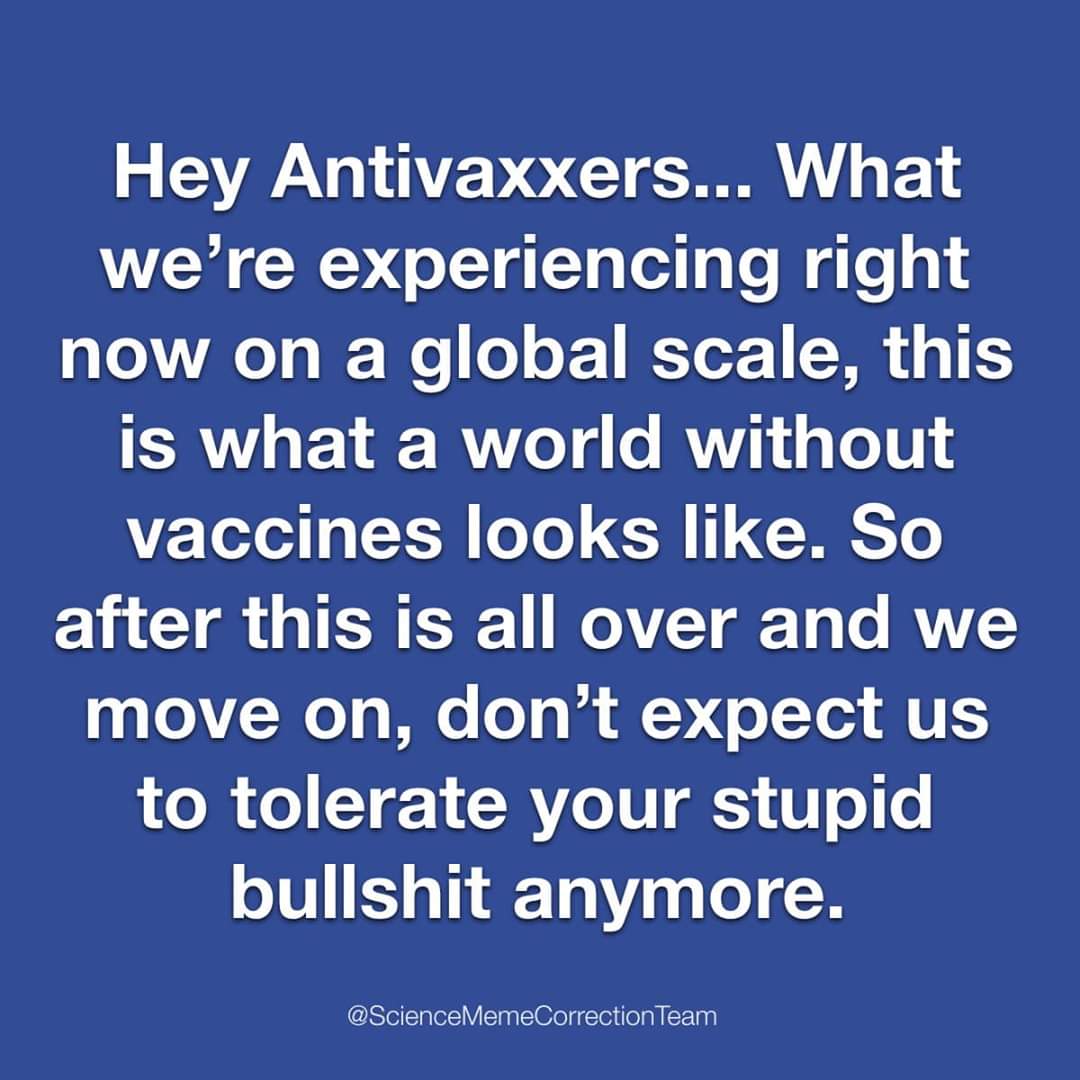 Hey Antivaxxers... What
we’re experiencing right
now on a global scale, this
is what a world without
vaccines looks like. So
after this is all over and we
move on, don’t expect us
to tolerate your stupid
bullshit anymore.
@ScienceMemeCorrectionTeam